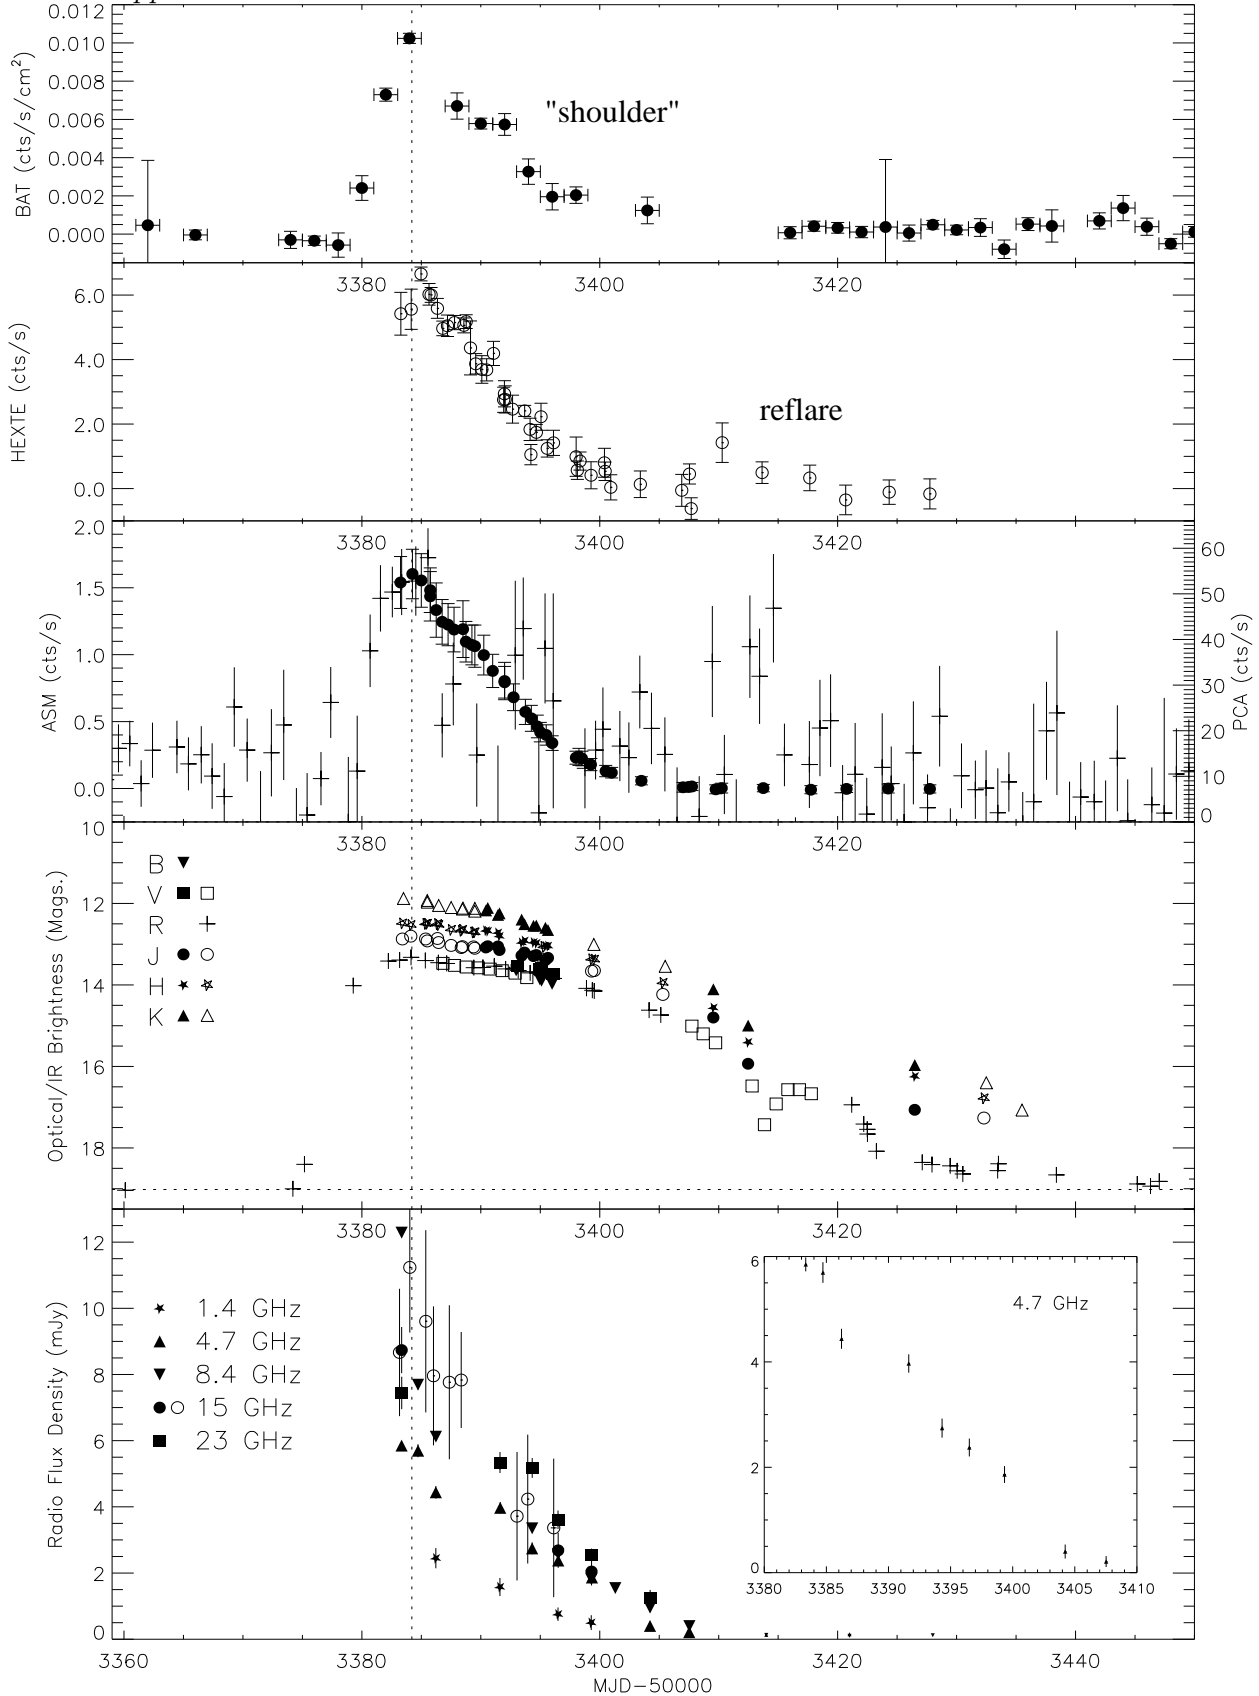 0.012
0.010
0.008
0.006
0.004
0.002
0.000
BAT (cts/s/cm²)
"shoulder"
3380 3400 3420
6.0
4.0
2.0
0.0
HEXTE (cts/s)
reflare
3380 3400 3420
2.0
1.5
1.0
0.5
0.0
ASM (cts/s)
60
50
40
30
20
10
0
PCA (cts/s)
3380 3400 3420
10
12
14
16
18
Optical/IR Brightness (Mags.)
B
V
R
J
H
K
3380 3400 3420
12
10
8
6
4
2
0
Radio Flux Density (mJy)
1.4 GHz
4.7 GHz
8.4 GHz
15 GHz
23 GHz
6
4
2
0
4.7 GHz
3380 3385 3390 3395 3400 3405 3410
3360 3380 3400 3420 3440
MJD-50000